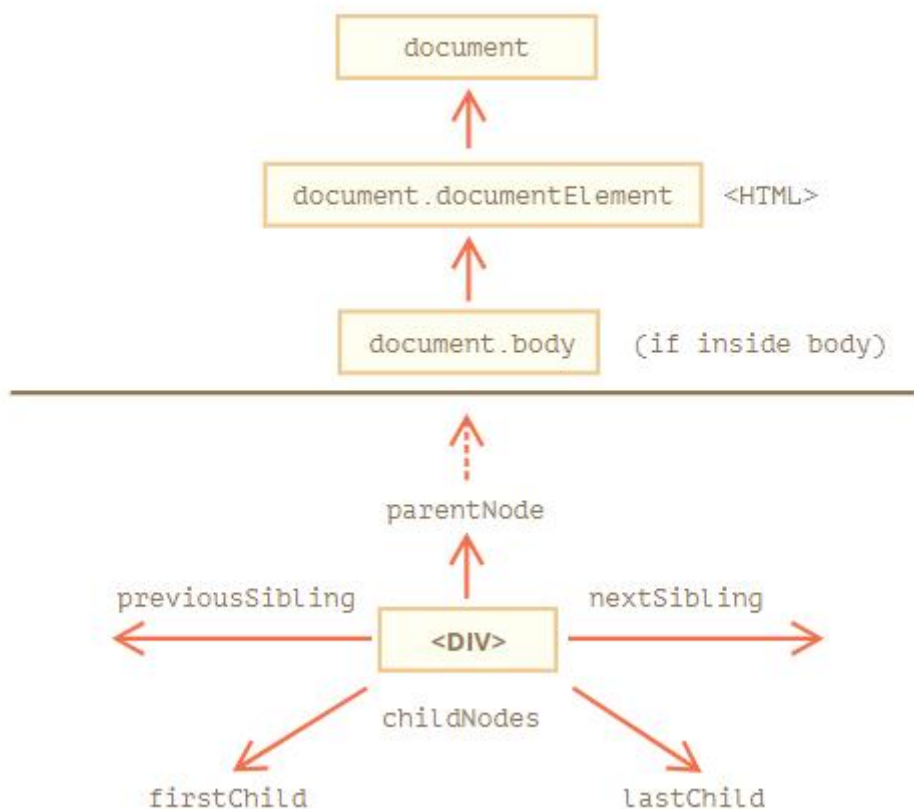 document
document.documentElement <HTML>
document.body (if inside body)
parentNode
previousSibling nextSibling
<DIV>
childNodes
firstChild lastChild